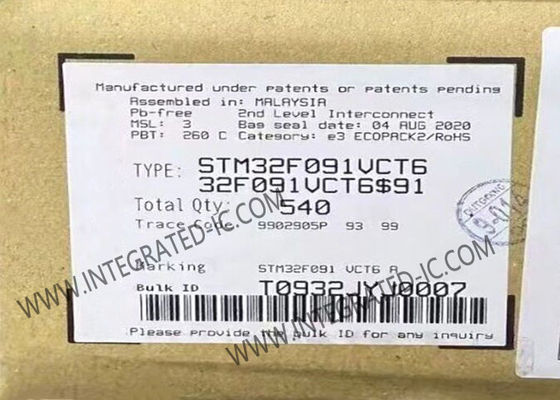 Manufactured under patents or patents pending
Assembled in: MALAYSIA
Pb-free 2nd Level Interconnect
MSL: 3 Bag seal date: 04 AUG 2020
PBT: 260 C Category: e3 ECOPACK2/RoHS
TYPE: STM32F091VCT6
32F091VCT6$91
Total Qty: 540
Trace Code 9902905P 93 99
Marking STM32F091 VCT6 A
Bulk ID T0932JXU0007
Please provide the bulk ID for any inquiry
WWW.INTEGRATED-IC.COM
WWW.INTEGRATED-IC.COM